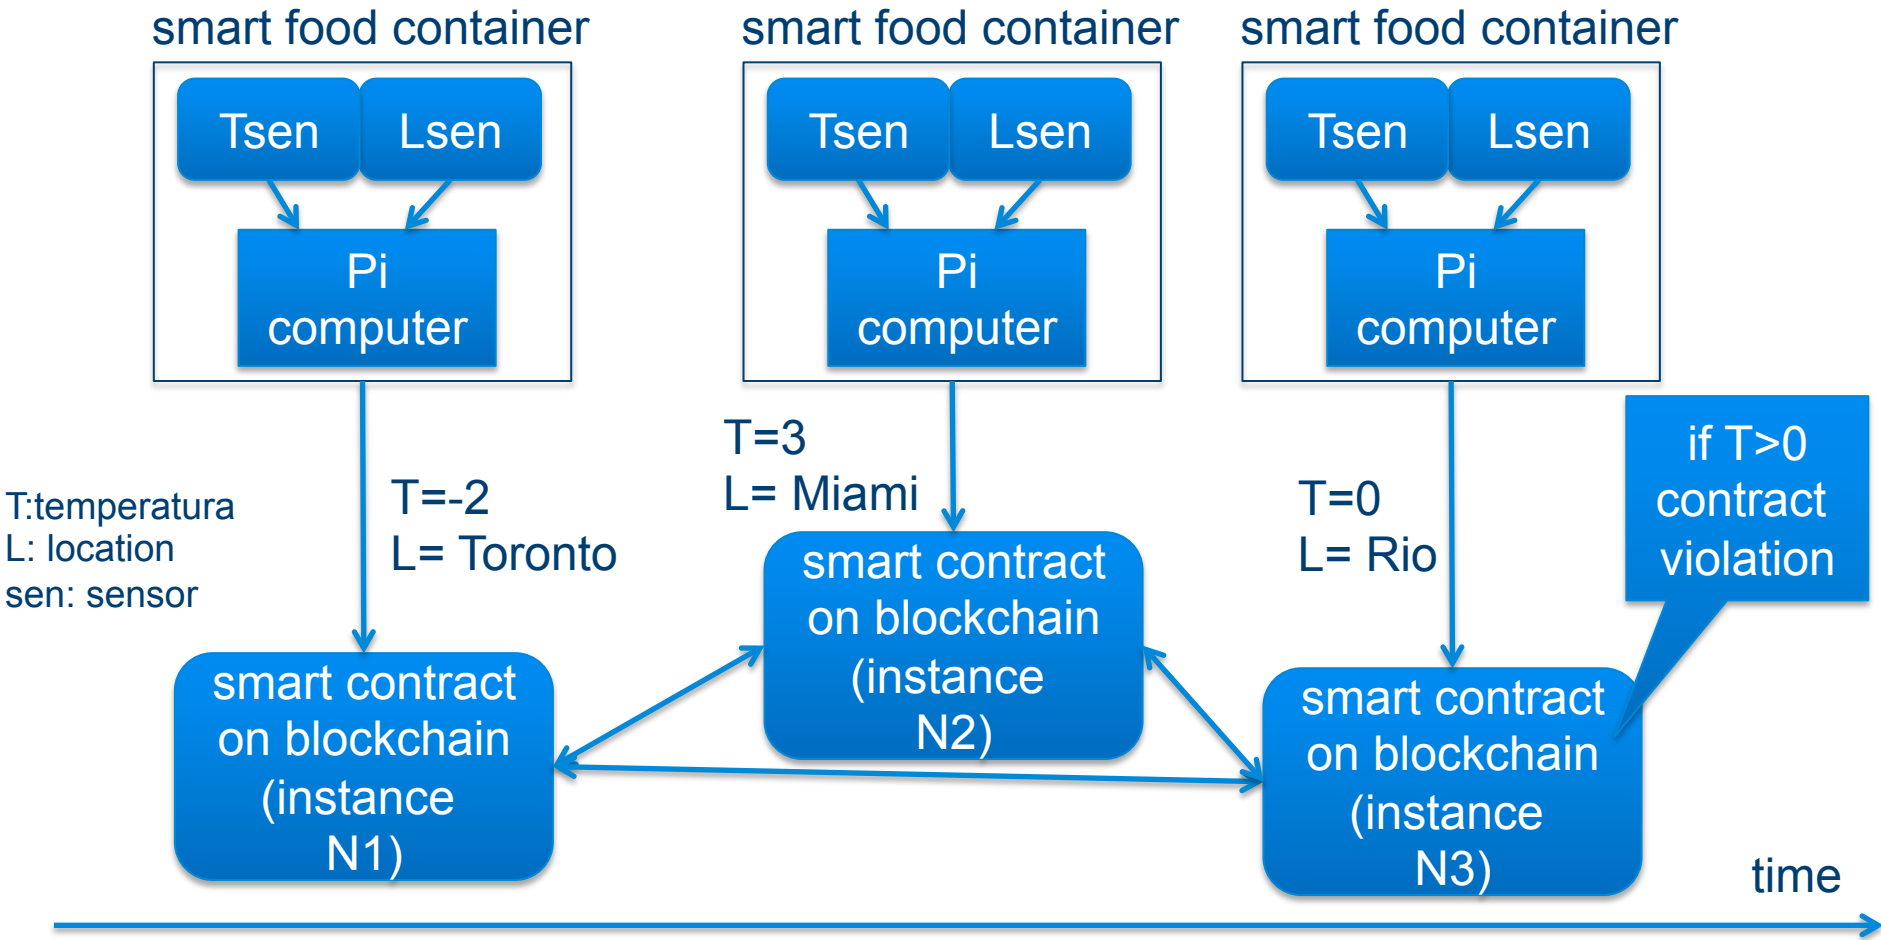 smart food container
smart food container
smart food container
Tsen
Lsen
Tsen
Lsen
Tsen
Lsen
Pi
computer
Pi
computer
Pi
computer
T:temperatura
L: location
sen: sensor
T=-2
L= Toronto
T=3
L= Miami
T=0
L= Rio
if T>0
contract
violation
smart contract
on blockchain
(instance
N1)
smart contract
on blockchain
(instance
N2)
smart contract
on blockchain
(instance
N3)
time